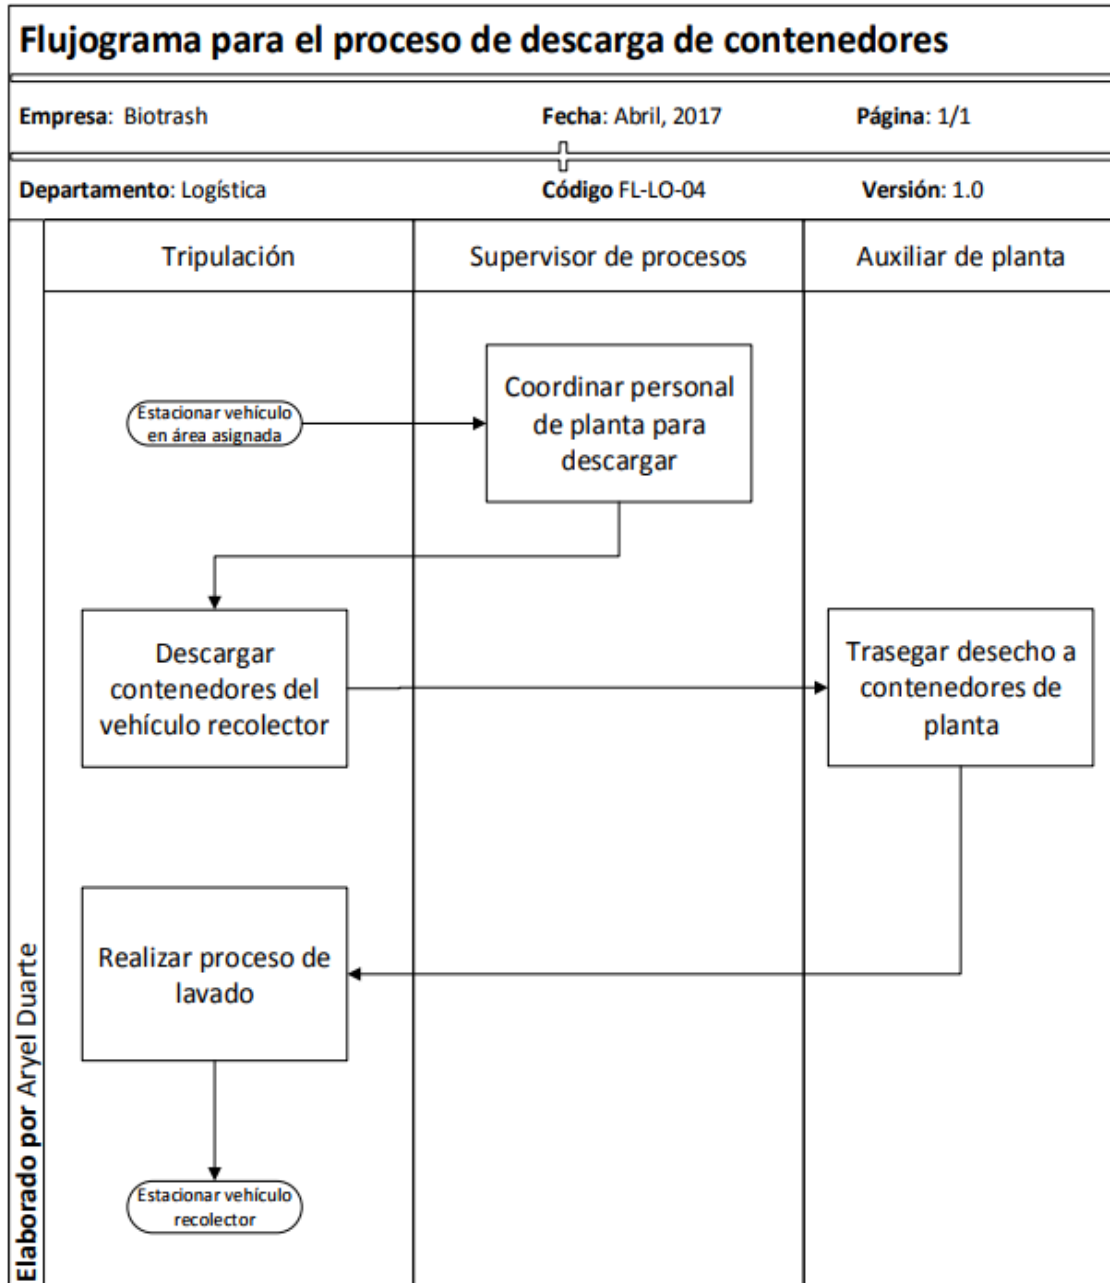 Flujograma para el proceso de descarga de contenedores
Empresa: Biotrash
Fecha: Abril, 2017
Página: 1/1
Departamento: Logística
Código FL-LO-04
Versión: 1.0
Tripulación
Supervisor de procesos
Auxiliar de planta
Estacionar vehículo
en área asignada
Coordinar personal
de planta para
descargar
Descargar
contenedores del
vehículo recolector
Trasegar desecho a
contenedores de
planta
Realizar proceso de
lavado
Estacionar vehículo
recolector
Elaborado por Aryel Duarte